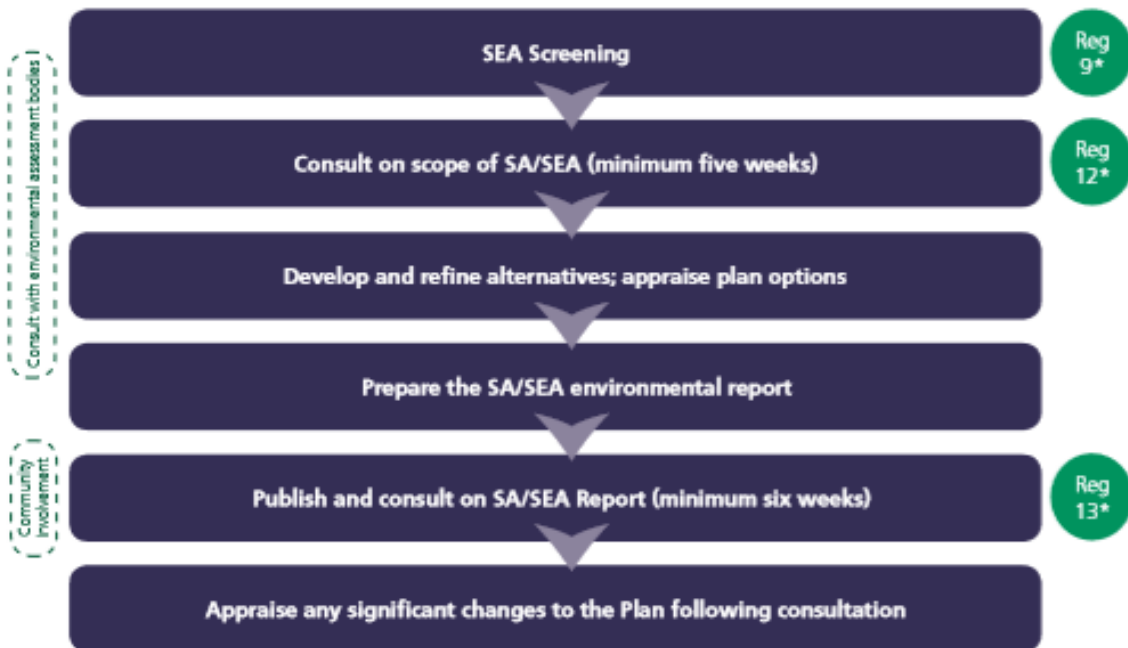 SEA Screening
Reg
9*
Consult with environmental assessment bodies
Consult on scope of SA/SEA (minimum five weeks)
Reg
12*
Develop and refine alternatives; appraise plan options
Prepare the SA/SEA environmental report
Community
involvement
Publish and consult on SA/SEA Report (minimum six weeks)
Reg
13*
Appraise any significant changes to the Plan following consultation